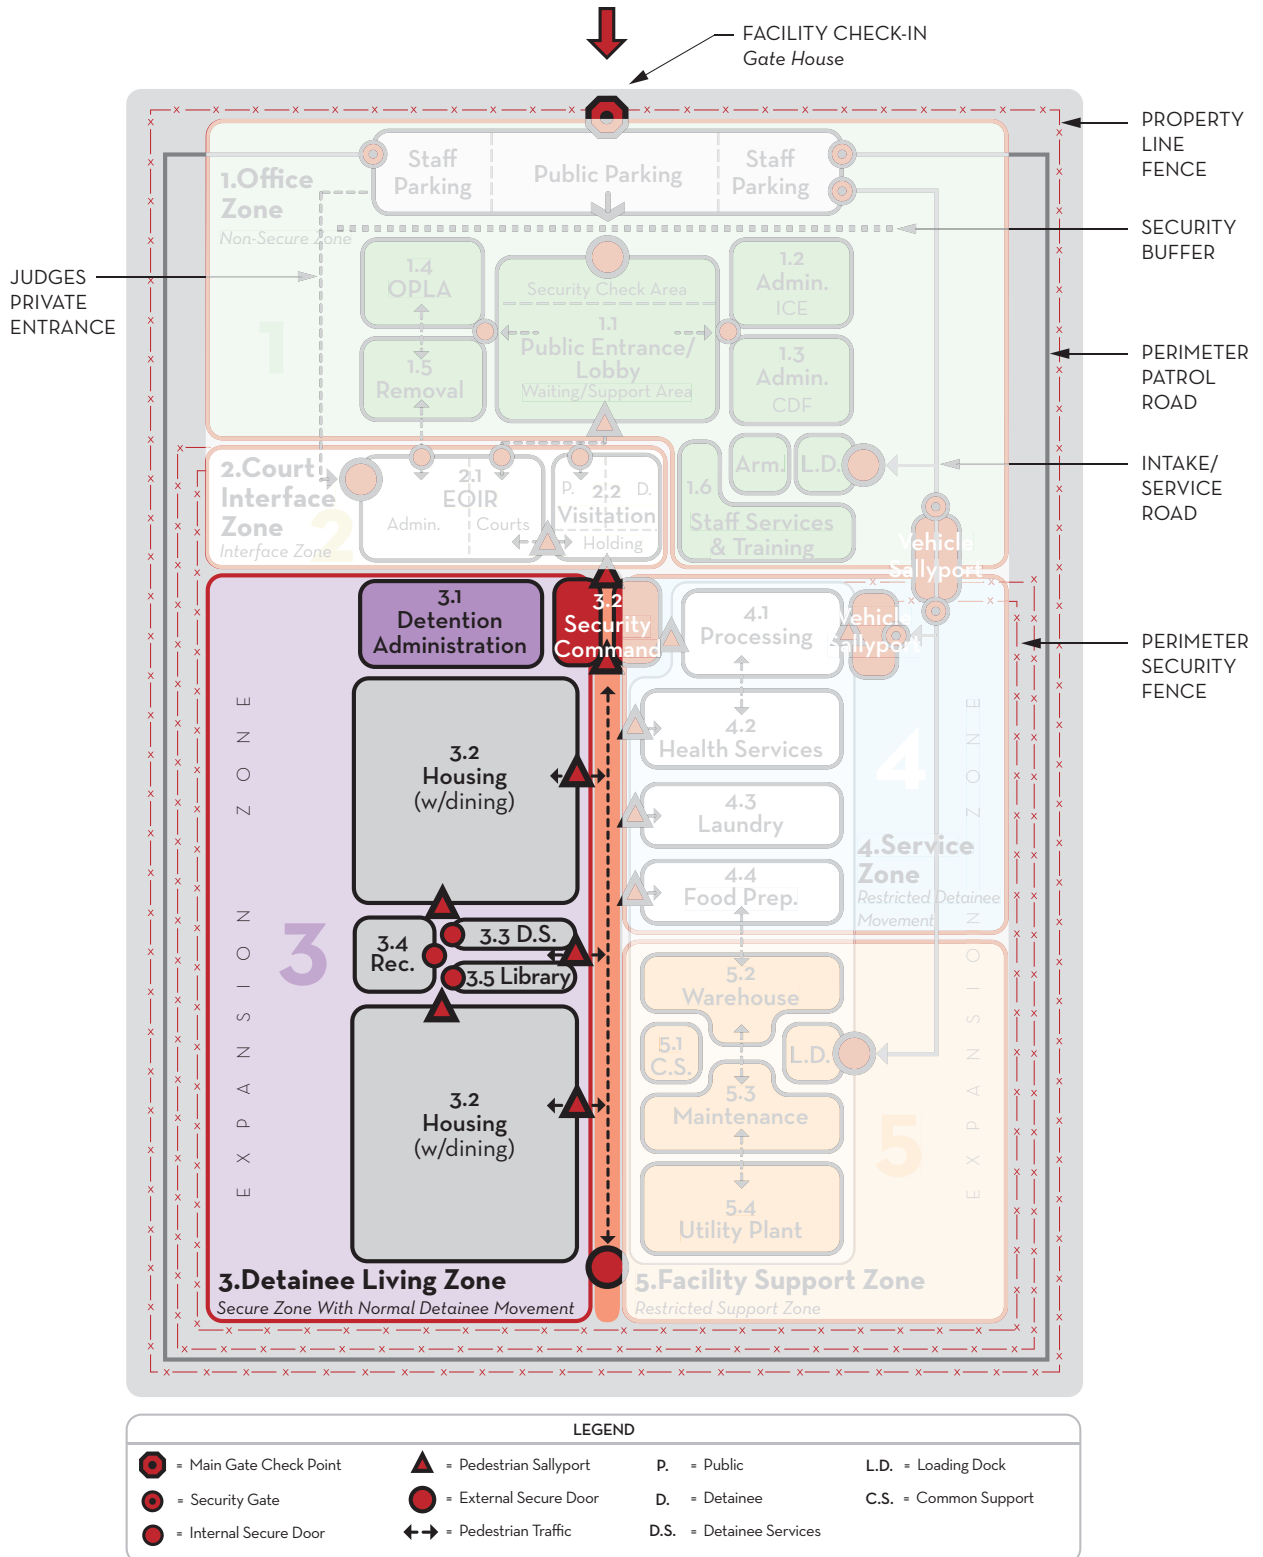 FACILITY CHECK-IN
Gate House
PROPERTY
LINE
FENCE
SECURITY
BUFFER
JUDGES
PRIVATE
ENTRANCE
PERIMETER
PATROL
ROAD
INTAKE/
SERVICE
ROAD
PERIMETER
SECURITY
FENCE
1.Office
Zone
Non-Secure Zone
1
Staff
Parking
Public Parking
Staff
Parking
1.4
OPLA
Security Check Area
1.1
Public Entrance/
Lobby
Waiting/Support Area
1.2
Admin.
ICE
1.5
Removal
1.3
Admin.
CDF
2.Court
Interface
Zone
Interface Zone
2
2.1
EOIR
Admin.
Courts
P.
2.2
D.
Visitation
Holding
1.6
Arm.
L.D.
Staff Services
& Training
Vehicle
Sallyport
3.1
Detention
Administration
3.2
Security
Command
4.1
Processing
Vehicle
Sallyport
EXPANSION ZONE
3.2
Housing
(w/dining)
4.2
Health Services
4
EXPANSION ZONE
4.3
Laundry
4.Service
Zone
Restricted Detainee
Movement
4.4
Food Prep.
3
3.4
Rec.
3.3 D.S.
3.5 Library
5.2
Warehouse
5.1
C.S.
L.D.
3.2
Housing
(w/dining)
5.3
Maintenance
5
5.4
Utility Plant
3.Detainee Living Zone
Secure Zone With Normal Detainee Movement
5.Facility Support Zone
Restricted Support Zone
LEGEND
= Main Gate Check Point
= Security Gate
= Internal Secure Door
= Pedestrian Sallyport
= External Secure Door
= Pedestrian Traffic
P. = Public
D. = Detainee
D.S. = Detainee Services
L.D. = Loading Dock
C.S. = Common Support